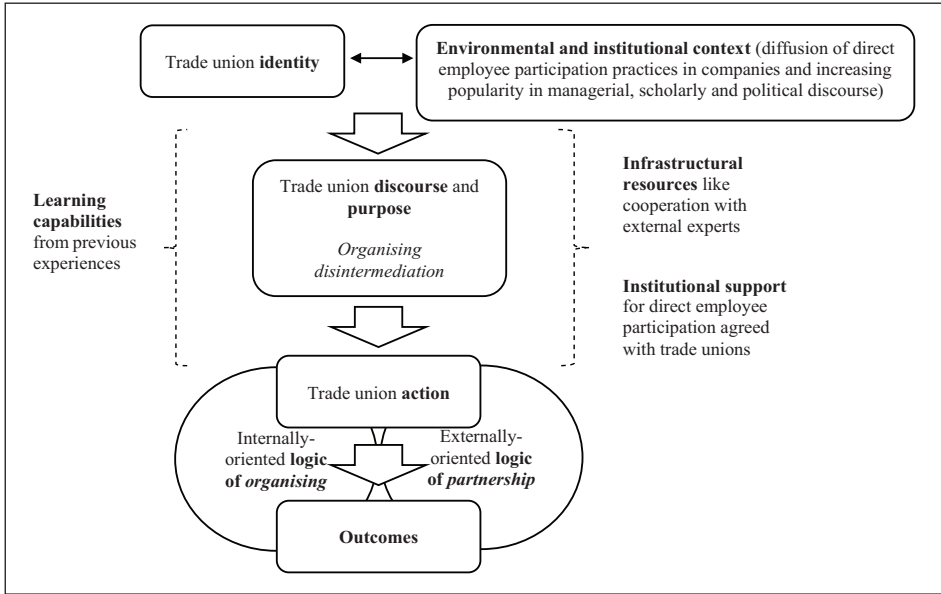 Trade union identity
Environmental and institutional context (diffusion of direct
employee participation practices in companies and increasing
popularity in managerial, scholarly and political discourse)
Learning
capabilities
from previous
experiences
Trade union discourse and
purpose
Organising
disintermediation
Infrastructural
resources like
cooperation with
external experts
Institutional support
for direct employee
participation agreed
with trade unions
Trade union action
Internally-
oriented logic
of organising
Externally-
oriented logic
of partnership
Outcomes